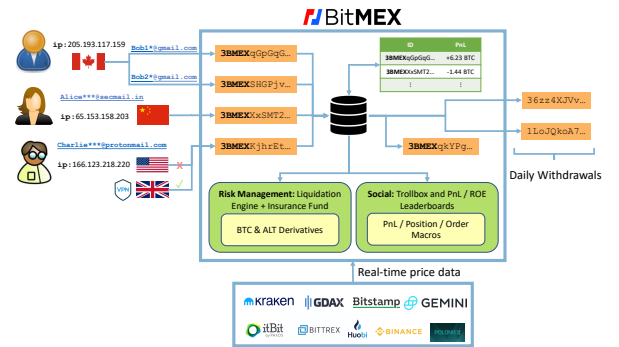 BitMEX
ip:205.193.117.159
Bob1*@gmail.com
3BMEXqGpGqG…
Bob2*@gmail.com
3BMEXSHGPjv…
Alice***@secmail.in
3BMEXXxSMT2…
ip:65.153.158.203
Charlie***@protonmail.com
3BMEXKjhrEt…
ip:166.123.218.220
X
VPN
ID PnL
3BMEXqGpGqG… +6.23 BTC
3BMEXXxSMT2… -1.44 BTC
⋮ ⋮
3BMEXqkYPg…
36zz4XJVv…
1LoJQkoA7…
Daily Withdrawals
Risk Management: Liquidation
Engine + Insurance Fund
BTC & ALT Derivatives
Social: Trollbox and PnL / ROE
Leaderboards
PnL / Position / Order
Macros
Real-time price data
KRAKEN GDAX Bitstamp GEMINI
itBit BITTREX Huobi BINANCE POLONIEX